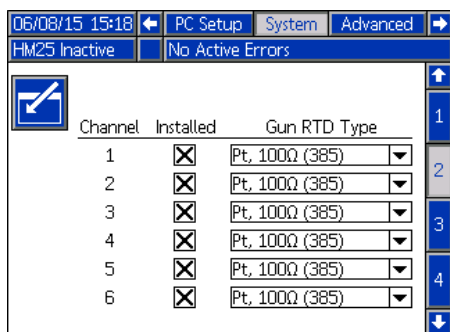 06/08/15 15:18 PC Setup System Advanced
HM25 Inactive No Active Errors
Channel Installed Gun RTD Type
1 Pt, 100Ω (385)
2 Pt, 100Ω (385)
3 Pt, 100Ω (385)
4 Pt, 100Ω (385)
5 Pt, 100Ω (385)
6 Pt, 100Ω (385)
1
2
3
4